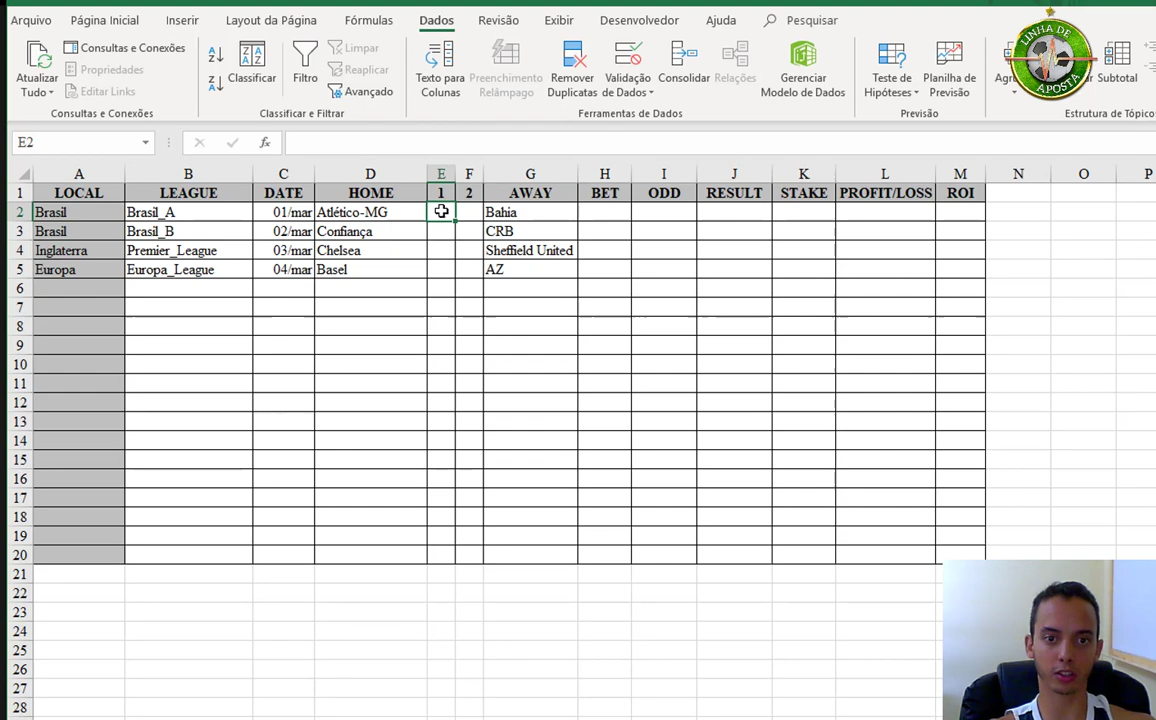 Arquivo Página Inicial Inserir Layout da Página Fórmulas Dados Revisão Exibir Desenvolvedor Ajuda Pesquisar
Atualizar Tudo
Consultas e Conexões
Propriedades
Editar Links
Classificar
Filtro
Limpar
Reaplicar
Avançado
Texto para Colunas
Preenchimento Relâmpago
Remover Duplicatas
Validação de Dados
Consolidar
Relações
Gerenciar Modelo de Dados
Teste de Hipóteses
Planilha de Previsão
Agr
Subtotal
LINHA DE
APOSTA
Consultas e Conexões Classificar e Filtrar Ferramentas de Dados Previsão Estrutura de Tópico
E2 fx
A B C D E F G H I J K L M N O P
1 LOCAL LEAGUE DATE HOME 1 2 AWAY BET ODD RESULT STAKE PROFIT/LOSS ROI
2 Brasil Brasil_A 01/mar Atlético-MG Bahia
3 Brasil Brasil_B 02/mar Confiança CRB
4 Inglaterra Premier_League 03/mar Chelsea Sheffield United
5 Europa Europa_League 04/mar Basel AZ
6
7
8
9
10
11
12
13
14
15
16
17
18
19
20
21
22
23
24
25
26
27
28